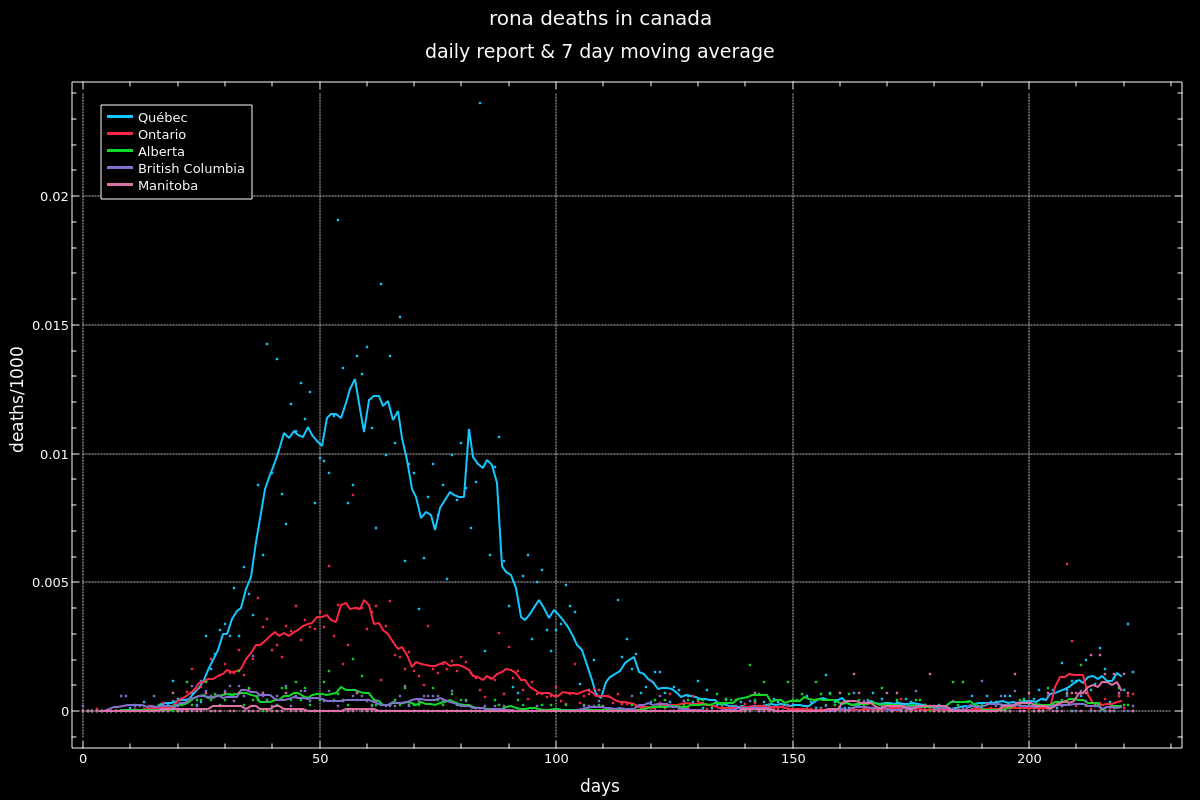 rona deaths in canada
daily report & 7 day moving average
Québec
Ontario
Alberta
British Columbia
Manitoba
deaths/1000
0.02
0.015
0.01
0.005
0
0 50 100 150 200
days